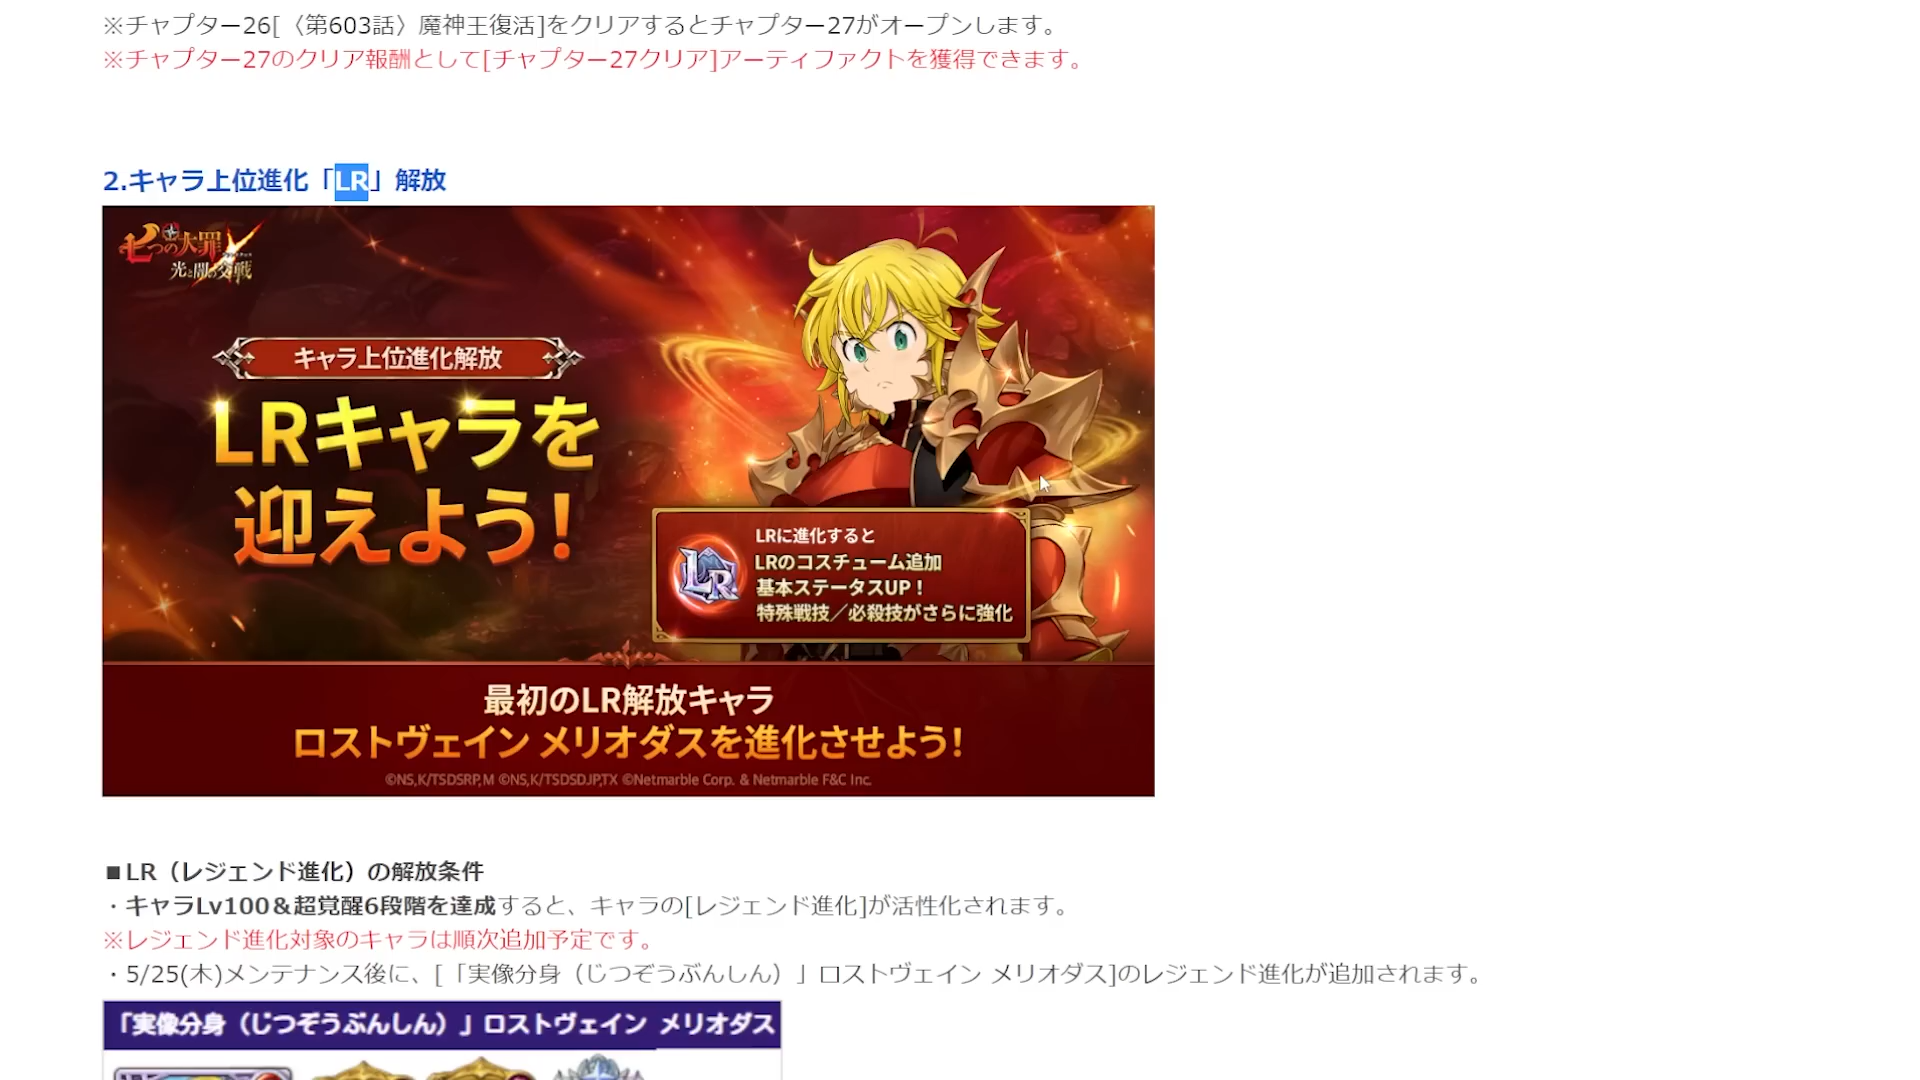 ※チャプター26[〈第603話〉魔神王復活]をクリアするとチャプター27がオープンします。
※チャプター27のクリア報酬として[チャプター27クリア]アーティファクトを獲得できます。
2.キャラ上位進化「LR」解放
七つの大罪
光と闇の交戦
キャラ上位進化解放
LRキャラを
迎えよう!
LR
LRに進化すると
LRのコスチューム追加
基本ステータスUP！
特殊戦技／必殺技がさらに強化
最初のLR解放キャラ
ロストヴェイン メリオダスを進化させよう!
©NS,K/TSDSRP,M ©NS,K/TSDSDJP,TX ©Netmarble Corp. & Netmarble F&C Inc.
■LR（レジェンド進化）の解放条件
・キャラLv100＆超覚醒6段階を達成すると、キャラの[レジェンド進化]が活性化されます。
※レジェンド進化対象のキャラは順次追加予定です。
・5/25(木)メンテナンス後に、[「実像分身（じつぞうぶんしん）」ロストヴェイン メリオダス]のレジェンド進化が追加されます。
「実像分身（じつぞうぶんしん）」ロストヴェイン メリオダス